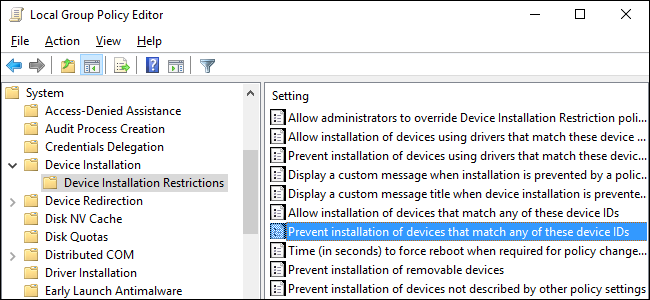 Local Group Policy Editor
File Action View Help
System
Access-Denied Assistance
Audit Process Creation
Credentials Delegation
Device Installation
Device Installation Restrictions
Device Redirection
Disk NV Cache
Disk Quotas
Distributed COM
Driver Installation
Early Launch Antimalware
Setting
Allow administrators to override Device Installation Restriction poli...
Allow installation of devices using drivers that match these device ...
Prevent installation of devices using drivers that match these devic...
Display a custom message when installation is prevented by a polic...
Display a custom message title when device installation is prevente...
Allow installation of devices that match any of these device IDs
Prevent installation of devices that match any of these device IDs
Time (in seconds) to force reboot when required for policy change...
Prevent installation of removable devices
Prevent installation of devices not described by other policy settings